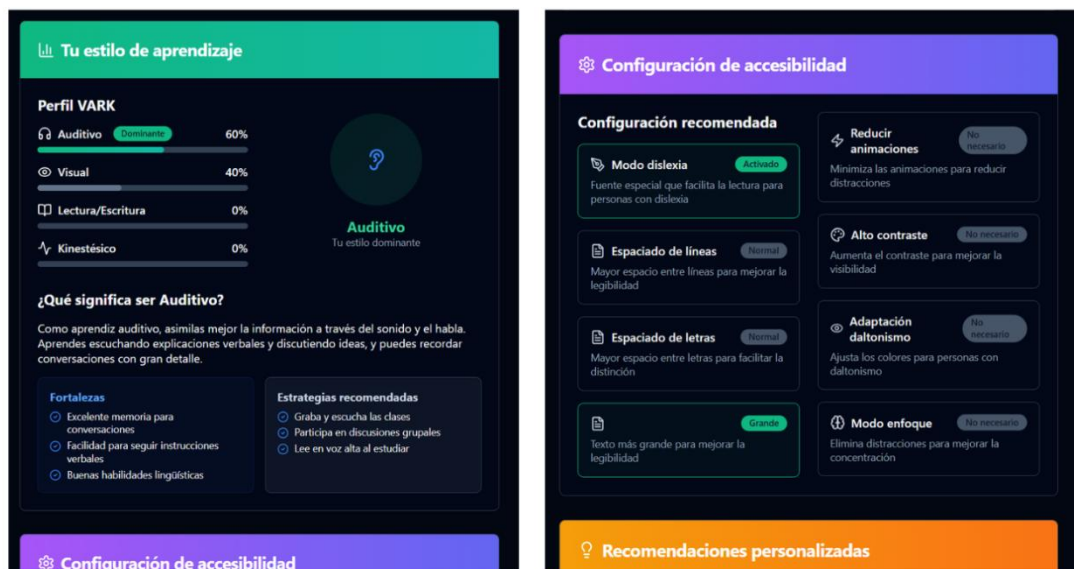 Tu estilo de aprendizaje
Perfil VARK
Auditivo Dominante 60%
Visual 40%
Lectura/Escritura 0%
Kinestésico 0%
Auditivo
Tu estilo dominante
¿Qué significa ser Auditivo?
Como aprendiz auditivo, asimilas mejor la información a través del sonido y el habla.
Aprendes escuchando explicaciones verbales y discutiendo ideas, y puedes recordar
conversaciones con gran detalle.
Fortalezas
Excelente memoria para
conversaciones
Facilidad para seguir instrucciones
verbales
Buenas habilidades lingüísticas
Estrategias recomendadas
Graba y escucha las clases
Participa en discusiones grupales
Lee en voz alta al estudiar
Configuración de accesibilidad
Configuración de accesibilidad
Configuración recomendada
Modo dislexia Activado
Fuente especial que facilita la lectura para
personas con dislexia
Espaciado de líneas Normal
Mayor espacio entre líneas para mejorar la
legibilidad
Espaciado de letras Normal
Mayor espacio entre letras para facilitar la
distinción
Grande
Texto más grande para mejorar la
legibilidad
Reducir
animaciones
No
necesario
Minimiza las animaciones para reducir
distracciones
Alto contraste No necesario
Aumenta el contraste para mejorar la
visibilidad
Adaptación
daltonismo
No
necesario
Ajusta los colores para personas con
daltonismo
Modo enfoque No necesario
Elimina distracciones para mejorar la
concentración
Recomendaciones personalizadas